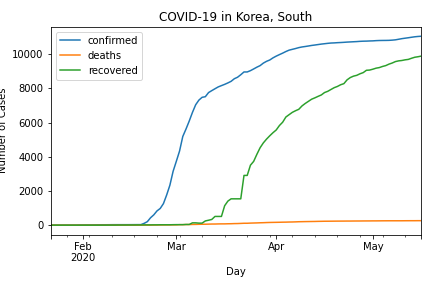 COVID-19 in Korea, South
confirmed
deaths
recovered
Number of Cases
10000
8000
6000
4000
2000
0
Feb
2020
Mar
Apr
May
Day